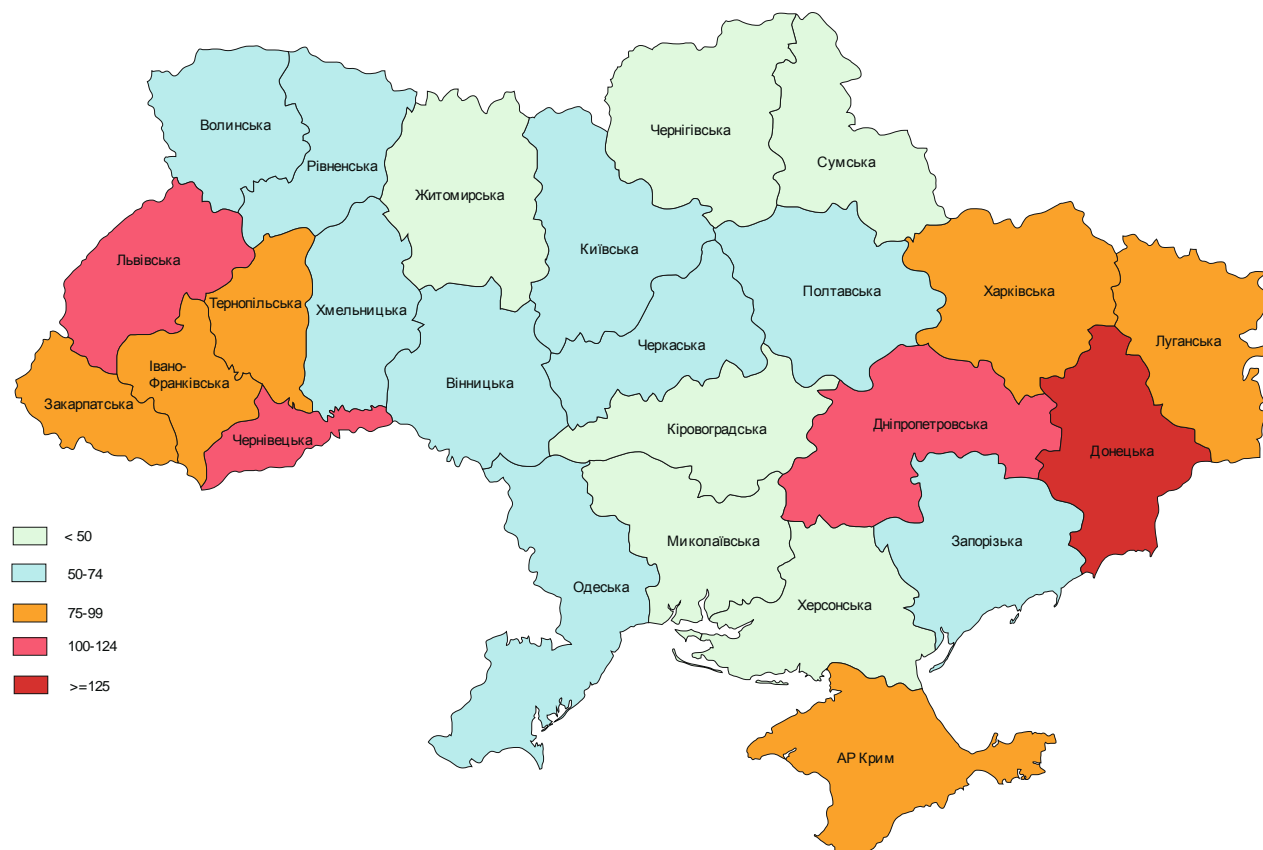 Чернігівська
Волинська
Сумська
Рівненська
Житомирська
Київська
Львівська
Полтавська
Харківська
Тернопільська
Хмельницька
Луганська
Черкаська
Івано-
Франківська
Вінницька
Закарпатська
Дніпропетровська
Кіровоградська
Чернівецька
Донецька
< 50
Миколаївська
Запорізька
50-74
Одеська
Херсонська
75-99
100-124
>=125
АР Крим